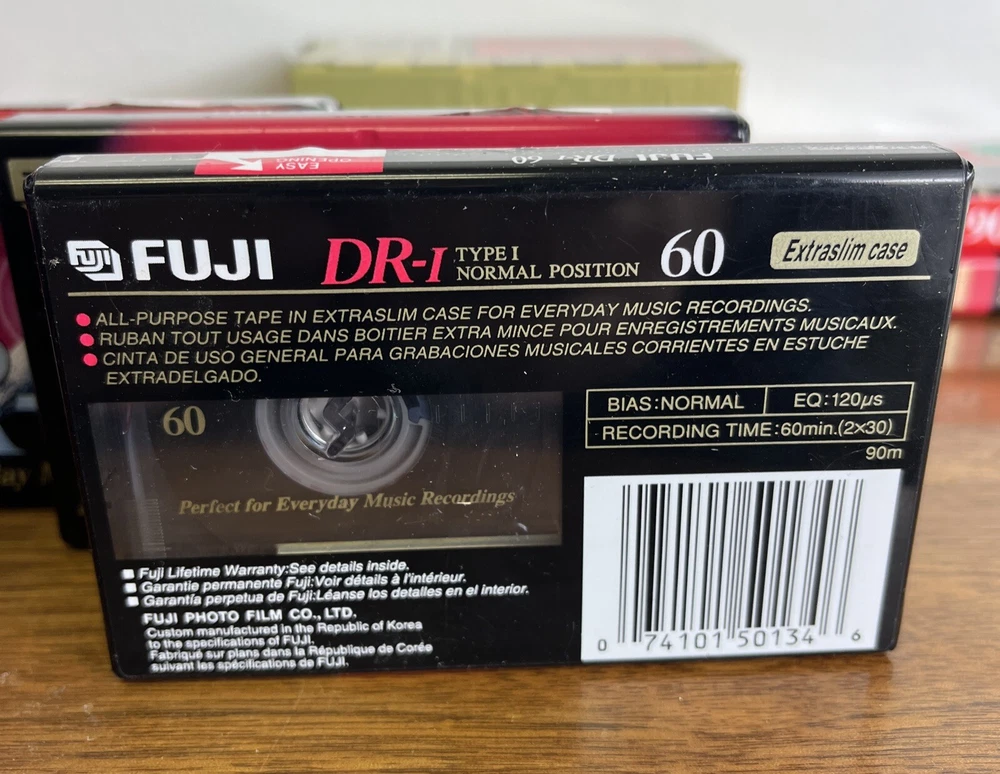 EASY OPENING
FUJI DR-I 60
FUJI FUJI DR-I TYPE I NORMAL POSITION 60 Extraslim case
ALL-PURPOSE TAPE IN EXTRASLIM CASE FOR EVERYDAY MUSIC RECORDINGS.
RUBAN TOUT USAGE DANS BOITIER EXTRA MINCE POUR ENREGISTREMENTS MUSICAUX.
CINTA DE USO GENERAL PARA GRABACIONES MUSICALES CORRIENTES EN ESTUCHE
EXTRADELGADO.
60
Perfect for Everyday Music Recordings
BIAS:NORMAL EQ:120µs
RECORDING TIME:60min.(2×30)
90m
Fuji Lifetime Warranty:See details inside.
Garantie permanente Fuji:Voir détails à l'intérieur.
Garantía perpetua de Fuji:Léanse los detalles en el interior.
FUJI PHOTO FILM CO., LTD.
Custom manufactured in the Republic of Korea
to the specifications of FUJI.
Fabriqué sur plans dans la République de Corée
suivant les spécifications de FUJI.
0 74101 50134 6